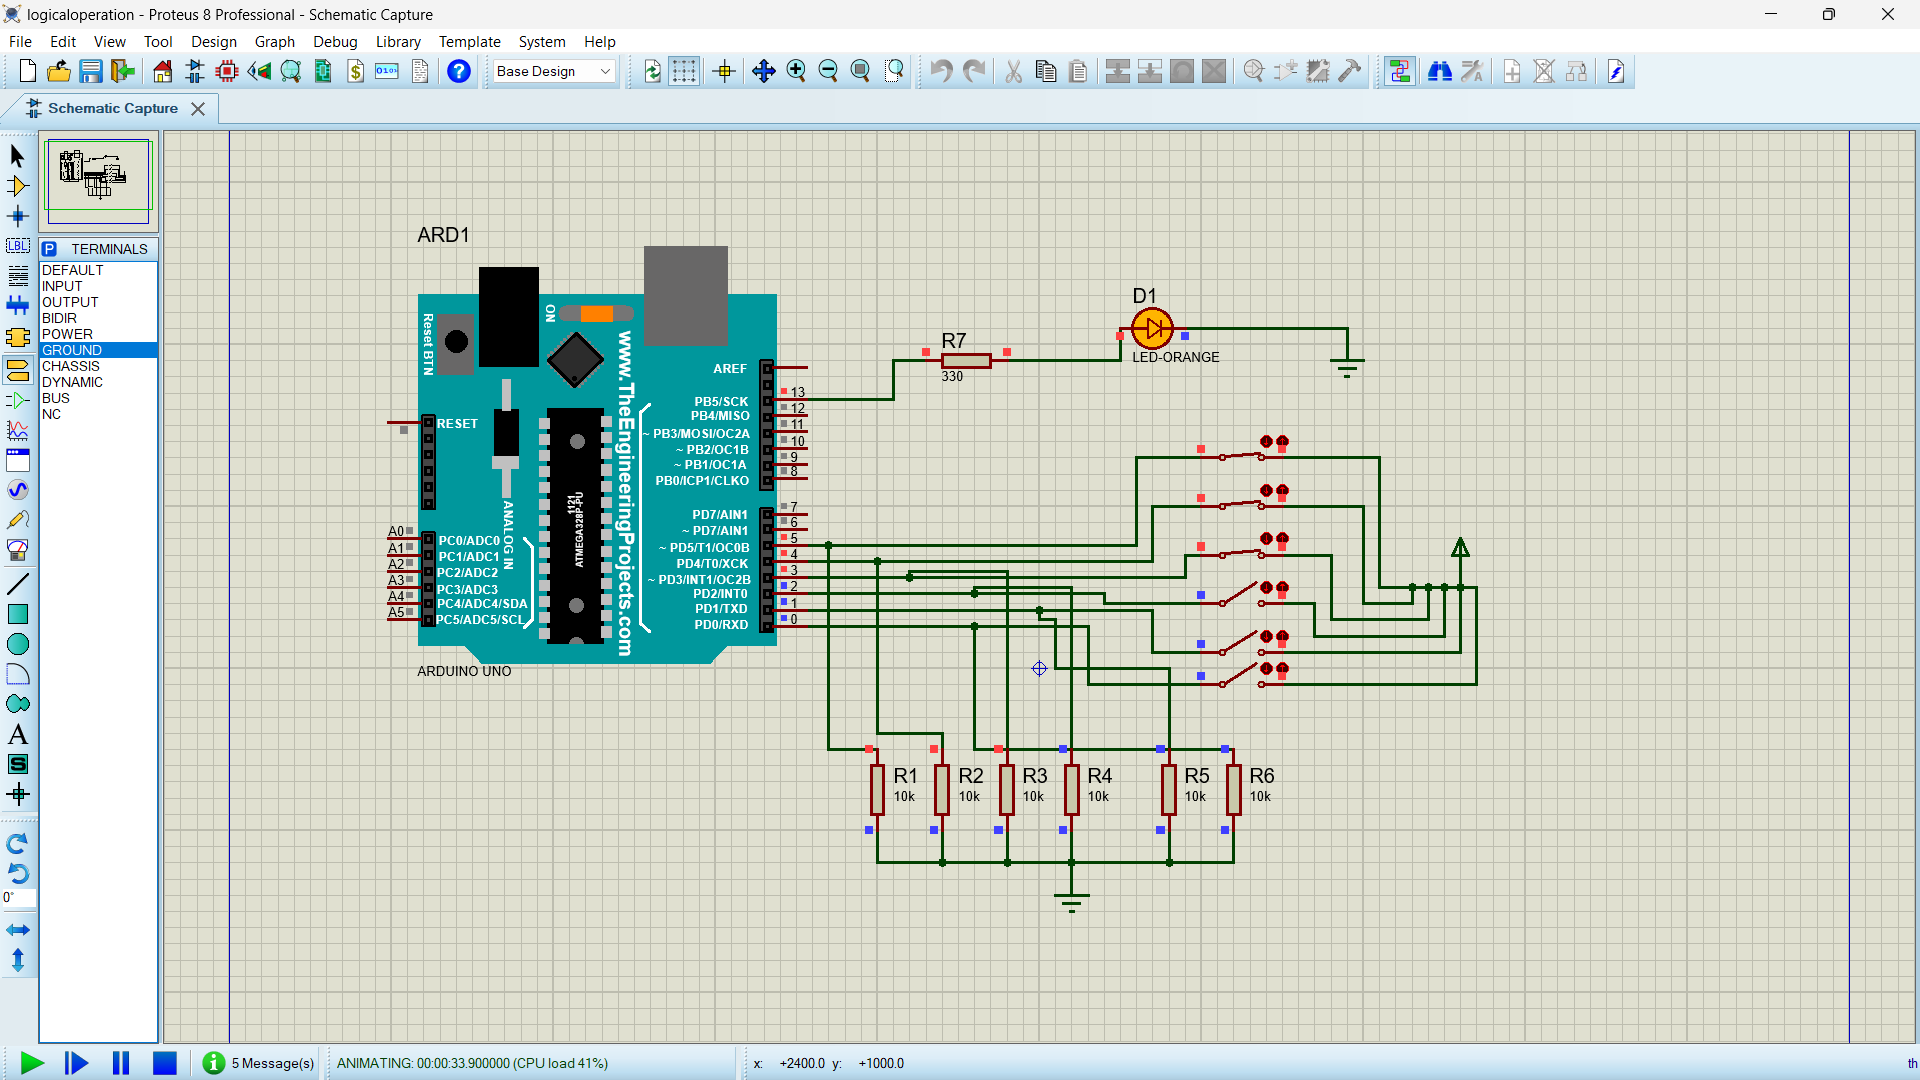 logicaloperation - Proteus 8 Professional - Schematic Capture
File Edit View Tool Design Graph Debug Library Template System Help
Base Design
Schematic Capture
P TERMINALS
DEFAULT
INPUT
OUTPUT
BIDIR
POWER
GROUND
CHASSIS
DYNAMIC
BUS
NC
LBL
A
S
0°
ARD1
Reset BTN
ON
www.TheEngineeringProjects.com
RESET
ANALOG IN
1121
ATMEGA328P-PU
AREF
PB5/SCK 13
PB4/MISO 12
~ PB3/MOSI/OC2A 11
~ PB2/OC1B 10
~ PB1/OC1A 9
PB0/ICP1/CLKO 8
PD7/AIN1 7
~ PD7/AIN1 6
~ PD5/T1/OC0B 5
PD4/T0/XCK 4
~ PD3/INT1/OC2B 3
PD2/INT0 2
PD1/TXD 1
PD0/RXD 0
A0 PC0/ADC0
A1 PC1/ADC1
A2 PC2/ADC2
A3 PC3/ADC3
A4 PC4/ADC4/SDA
A5 PC5/ADC5/SCL
ARDUINO UNO
R7
330
D1
LED-ORANGE
R1
10k
R2
10k
R3
10k
R4
10k
R5
10k
R6
10k
5 Message(s)
ANIMATING: 00:00:33.900000 (CPU load 41%)
x: +2400.0 y: +1000.0
th